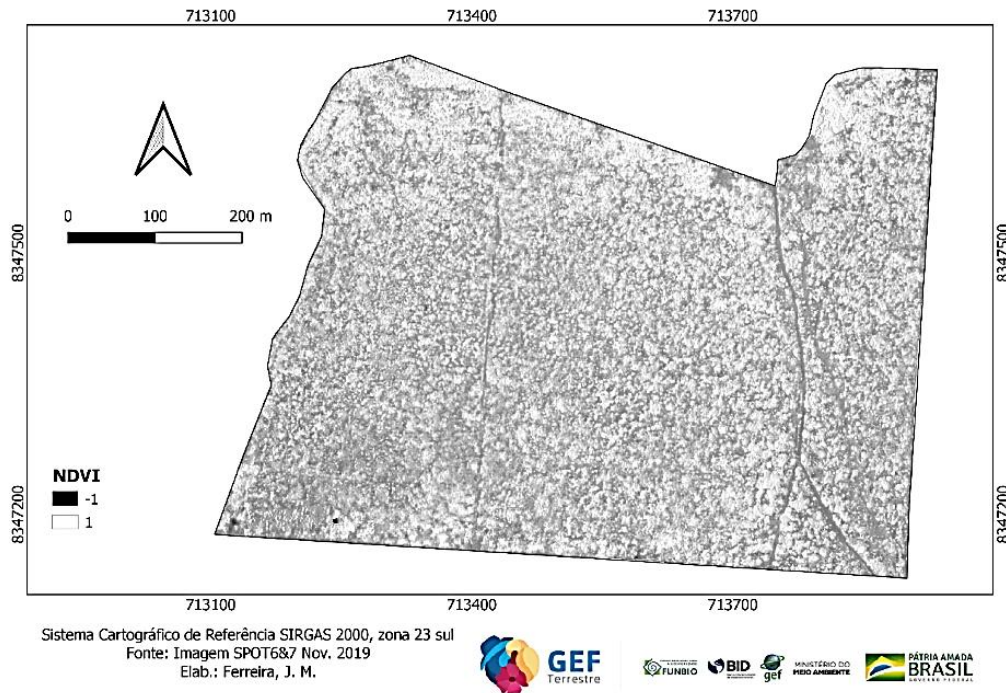 713100 713400 713700
0 100 200 m
8347500 8347500
NDVI
-1
1
8347200 8347200
713100 713400 713700
Sistema Cartográfico de Referência SIRGAS 2000, zona 23 sul
Fonte: Imagem SPOT6&7 Nov. 2019
Elab.: Ferreira, J. M.
GEF
Terrestre
FUNBIO
BID
gef
MINISTÉRIO DO
MEIO AMBIENTE
PÁTRIA AMADA
BRASIL
GOVERNO FEDERAL